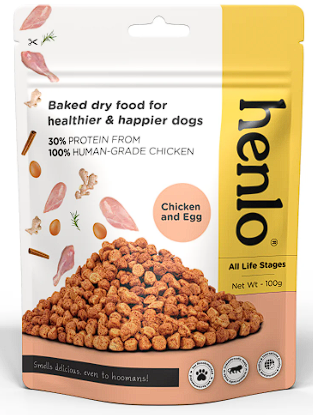 Baked dry food for
healthier & happier dogs
30% PROTEIN FROM
100% HUMAN-GRADE CHICKEN
henlo®
Chicken
and Egg
All Life Stages
Net Wt - 100g
Smells delicious, even to hoomans!